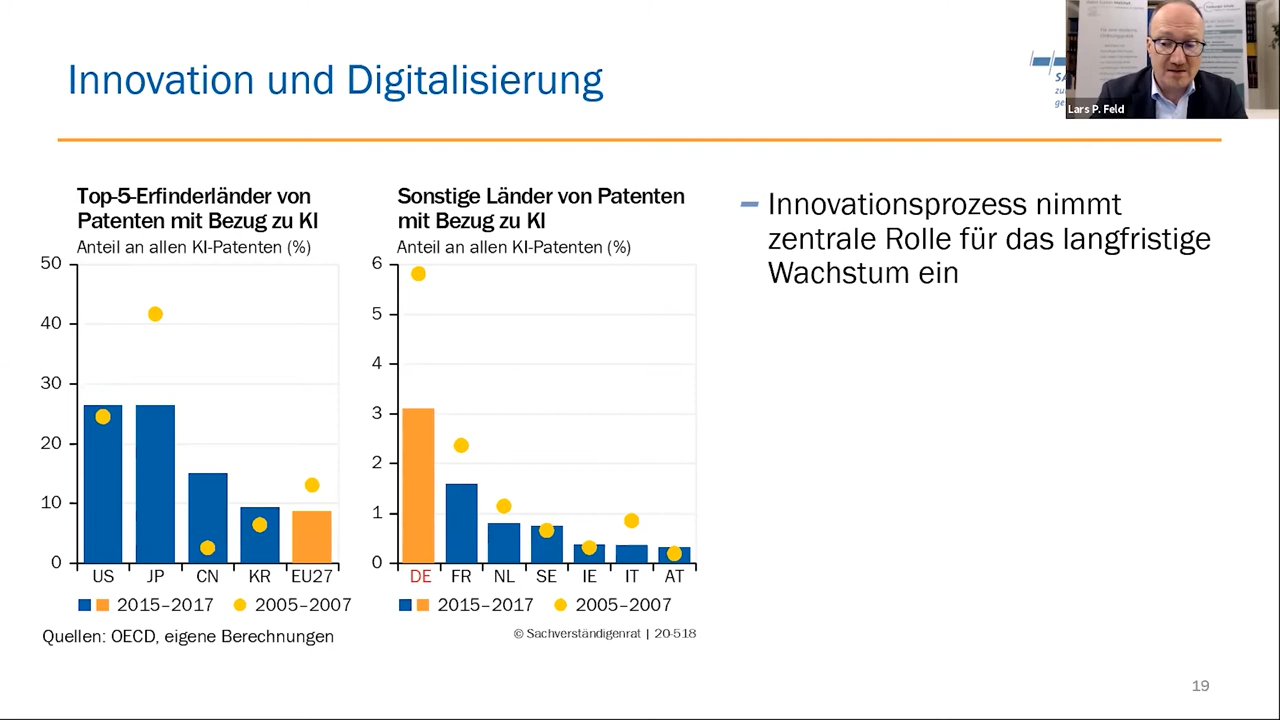 Innovation und Digitalisierung
SA
zu
ge
Lars P. Feld
Top-5-Erfinderländer von
Patenten mit Bezug zu KI
Anteil an allen KI-Patenten (%)
50
40
30
20
10
0
US JP CN KR EU27
2015–2017 2005–2007
Quellen: OECD, eigene Berechnungen
Sonstige Länder von Patenten
mit Bezug zu KI
Anteil an allen KI-Patenten (%)
6
5
4
3
2
1
0
DE FR NL SE IE IT AT
2015–2017 2005–2007
© Sachverständigenrat | 20-518
– Innovationsprozess nimmt
zentrale Rolle für das langfristige
Wachstum ein
19